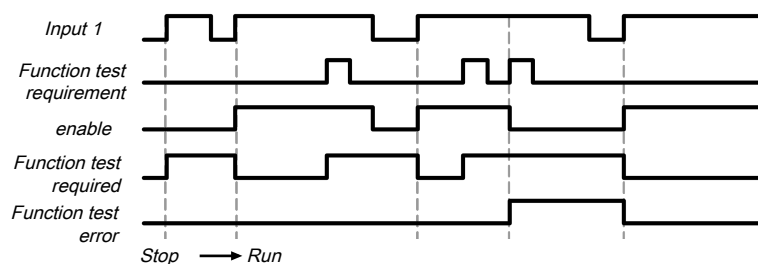 Input 1
Function test
requirement
enable
Function test
required
Function test
error
Stop
Run